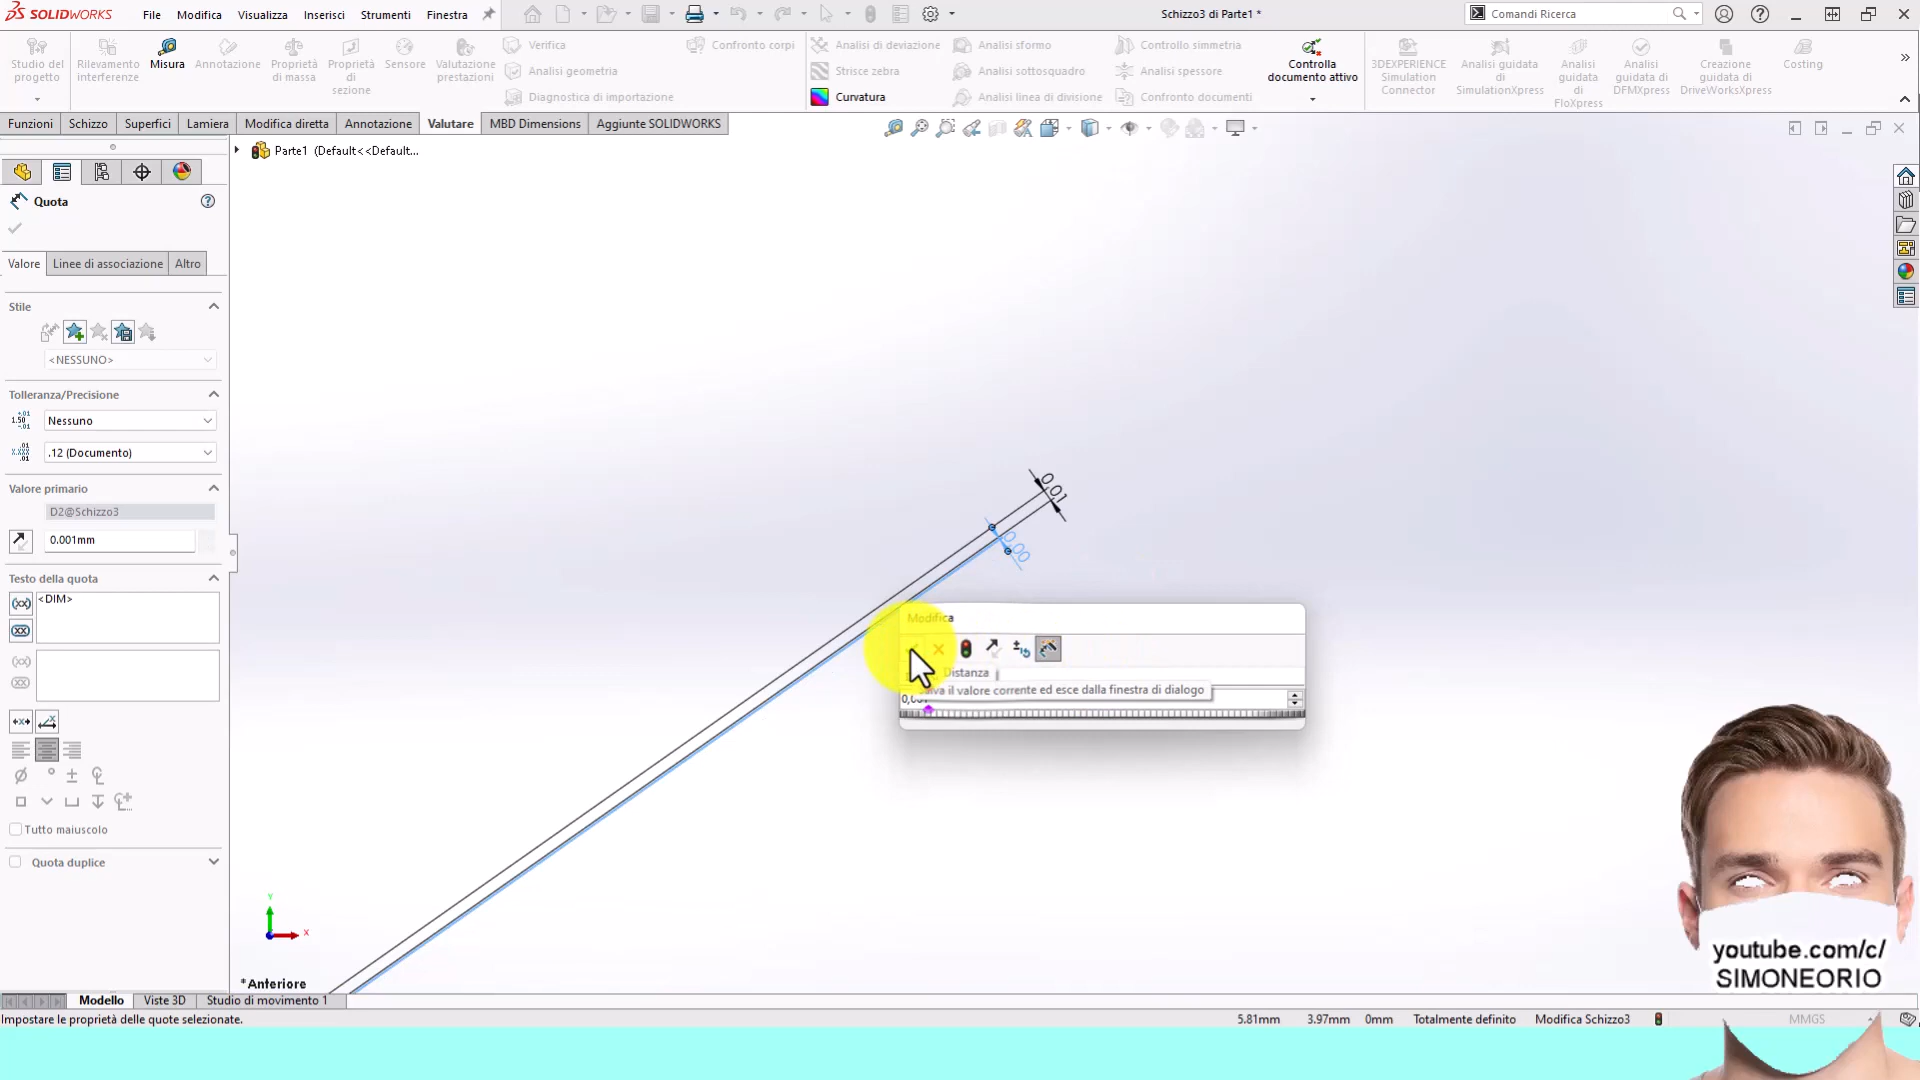 SOLIDWORKS File Modifica Visualizza Inserisci Strumenti Finestra Schizzo3 di Parte1 * Comandi Ricerca
Studio del progetto
Rilevamento interferenze
Misura
Annotazione
Proprietà di massa
Proprietà di sezione
Sensore
Valutazione prestazioni
Verifica
Analisi geometria
Diagnostica di importazione
Confronto corpi
Analisi di deviazione
Strisce zebra
Curvatura
Analisi sformo
Analisi sottosquadro
Analisi linea di divisione
Controllo simmetria
Analisi spessore
Confronto documenti
Controlla documento attivo
3DEXPERIENCE Simulation Connector
Analisi guidata di SimulationXpress
Analisi guidata di FloXpress
Analisi guidata di DFMXpress
Creazione guidata di DriveWorksXpress
Costing
Funzioni Schizzo Superfici Lamiera Modifica diretta Annotazione Valutare MBD Dimensions Aggiunte SOLIDWORKS
Parte1 (Default<<Default...
Quota
Valore Linee di associazione Altro
Stile
<NESSUNO>
Tolleranza/Precisione
Nessuno
.12 (Documento)
Valore primario
D2@Schizzo3
0.001mm
Testo della quota
<DIM>
Tutto maiuscolo
Quota duplice
0,01
0,00
Modifica
Distanza
valore corrente ed esce dalla finestra di dialogo
Y
X
*Anteriore
Modello Viste 3D Studio di movimento 1
Impostare le proprietà delle quote selezionate. 5.81mm 3.97mm 0mm Totalmente definito Modifica Schizzo3 MMGS
youtube.com/c/
SIMONEORIO